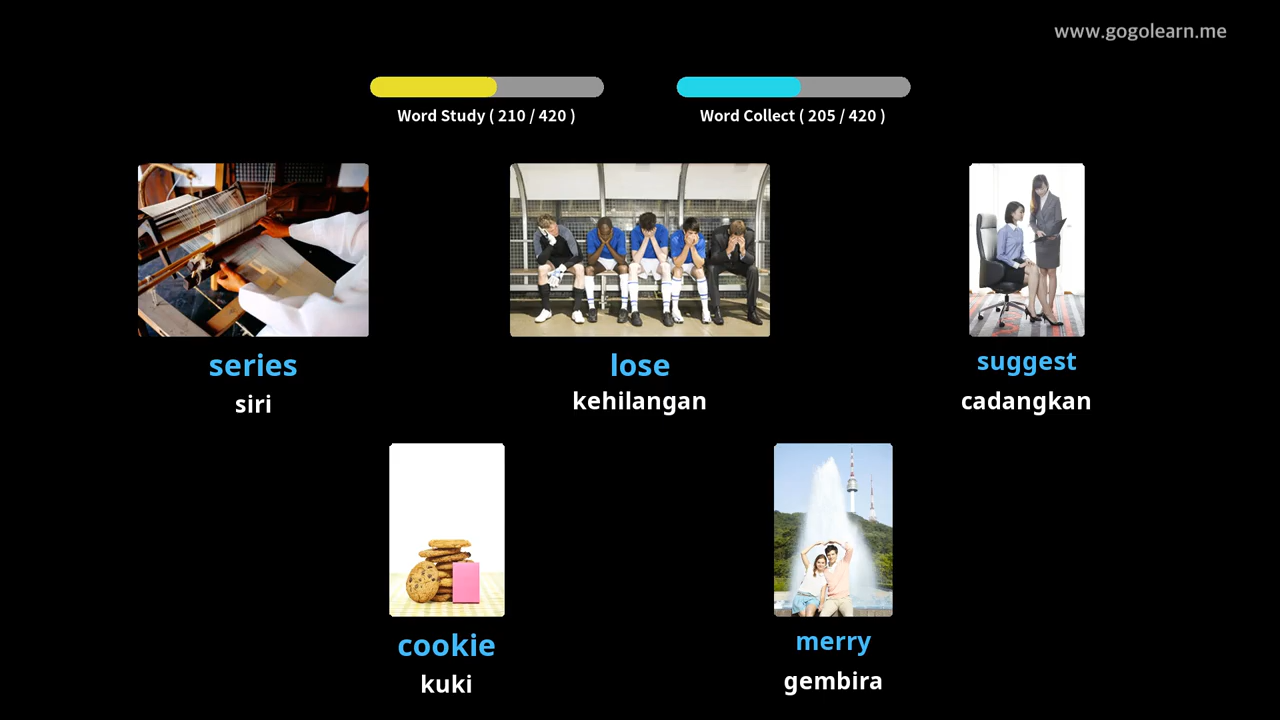 www.gogolearn.me
Word Study ( 210 / 420 )
Word Collect ( 205 / 420 )
series
siri
lose
kehilangan
suggest
cadangkan
cookie
kuki
merry
gembira